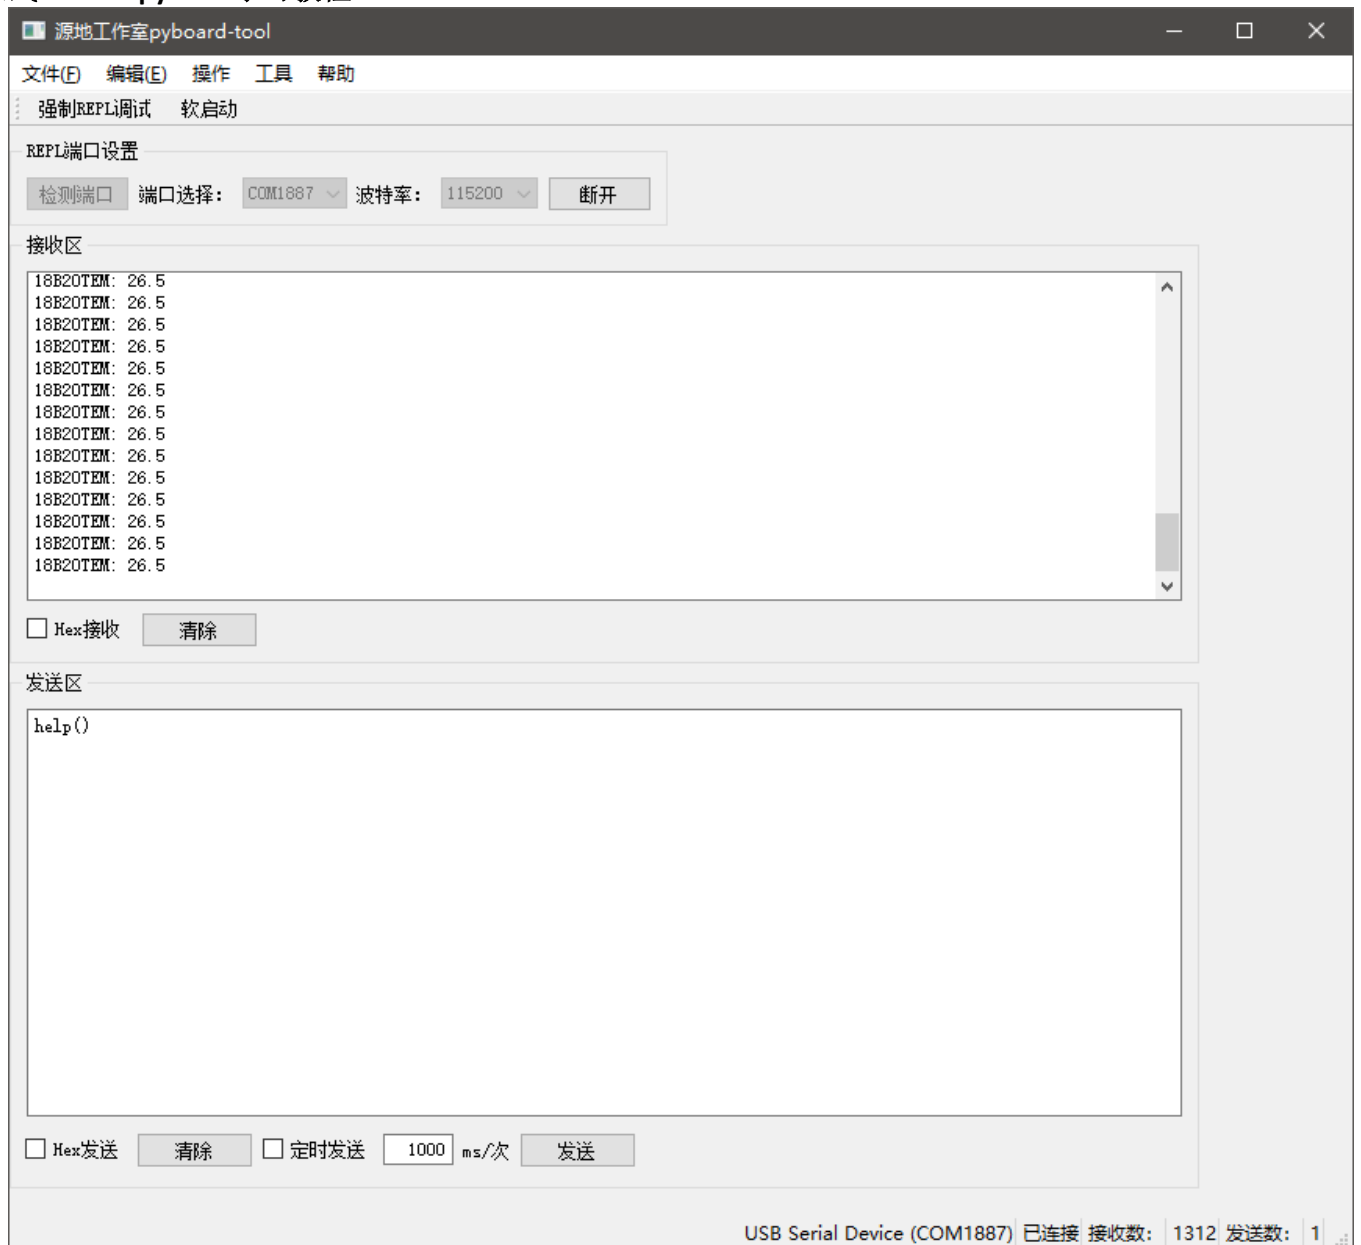 源地工作室pyboard-tool
文件(F) 编辑(E) 操作 工具 帮助
强制REPL调试 软启动
REPL端口设置
检测端口 端口选择: COM1887 波特率: 115200 断开
接收区
18B20TEM: 26.5
18B20TEM: 26.5
18B20TEM: 26.5
18B20TEM: 26.5
18B20TEM: 26.5
18B20TEM: 26.5
18B20TEM: 26.5
18B20TEM: 26.5
18B20TEM: 26.5
18B20TEM: 26.5
18B20TEM: 26.5
18B20TEM: 26.5
18B20TEM: 26.5
18B20TEM: 26.5
Hex接收 清除
发送区
help()
Hex发送 清除 定时发送 1000 ms/次 发送
USB Serial Device (COM1887) 已连接 接收数: 1312 发送数: 1